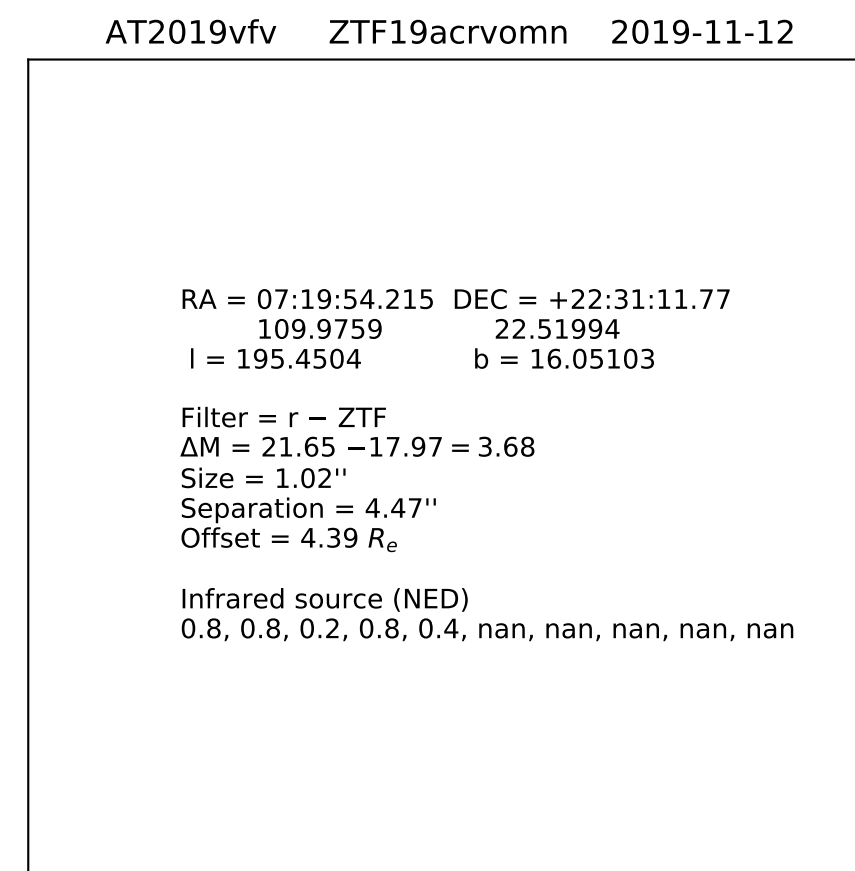 AT2019vfv ZTF19acrvomn 2019-11-12
RA = 07:19:54.215 DEC = +22:31:11.77
109.9759 22.51994
l = 195.4504 b = 16.05103
Filter = r − ZTF
ΔM = 21.65 −17.97 = 3.68
Size = 1.02''
Separation = 4.47''
Offset = 4.39 Rₑ
Infrared source (NED)
0.8, 0.8, 0.2, 0.8, 0.4, nan, nan, nan, nan, nan